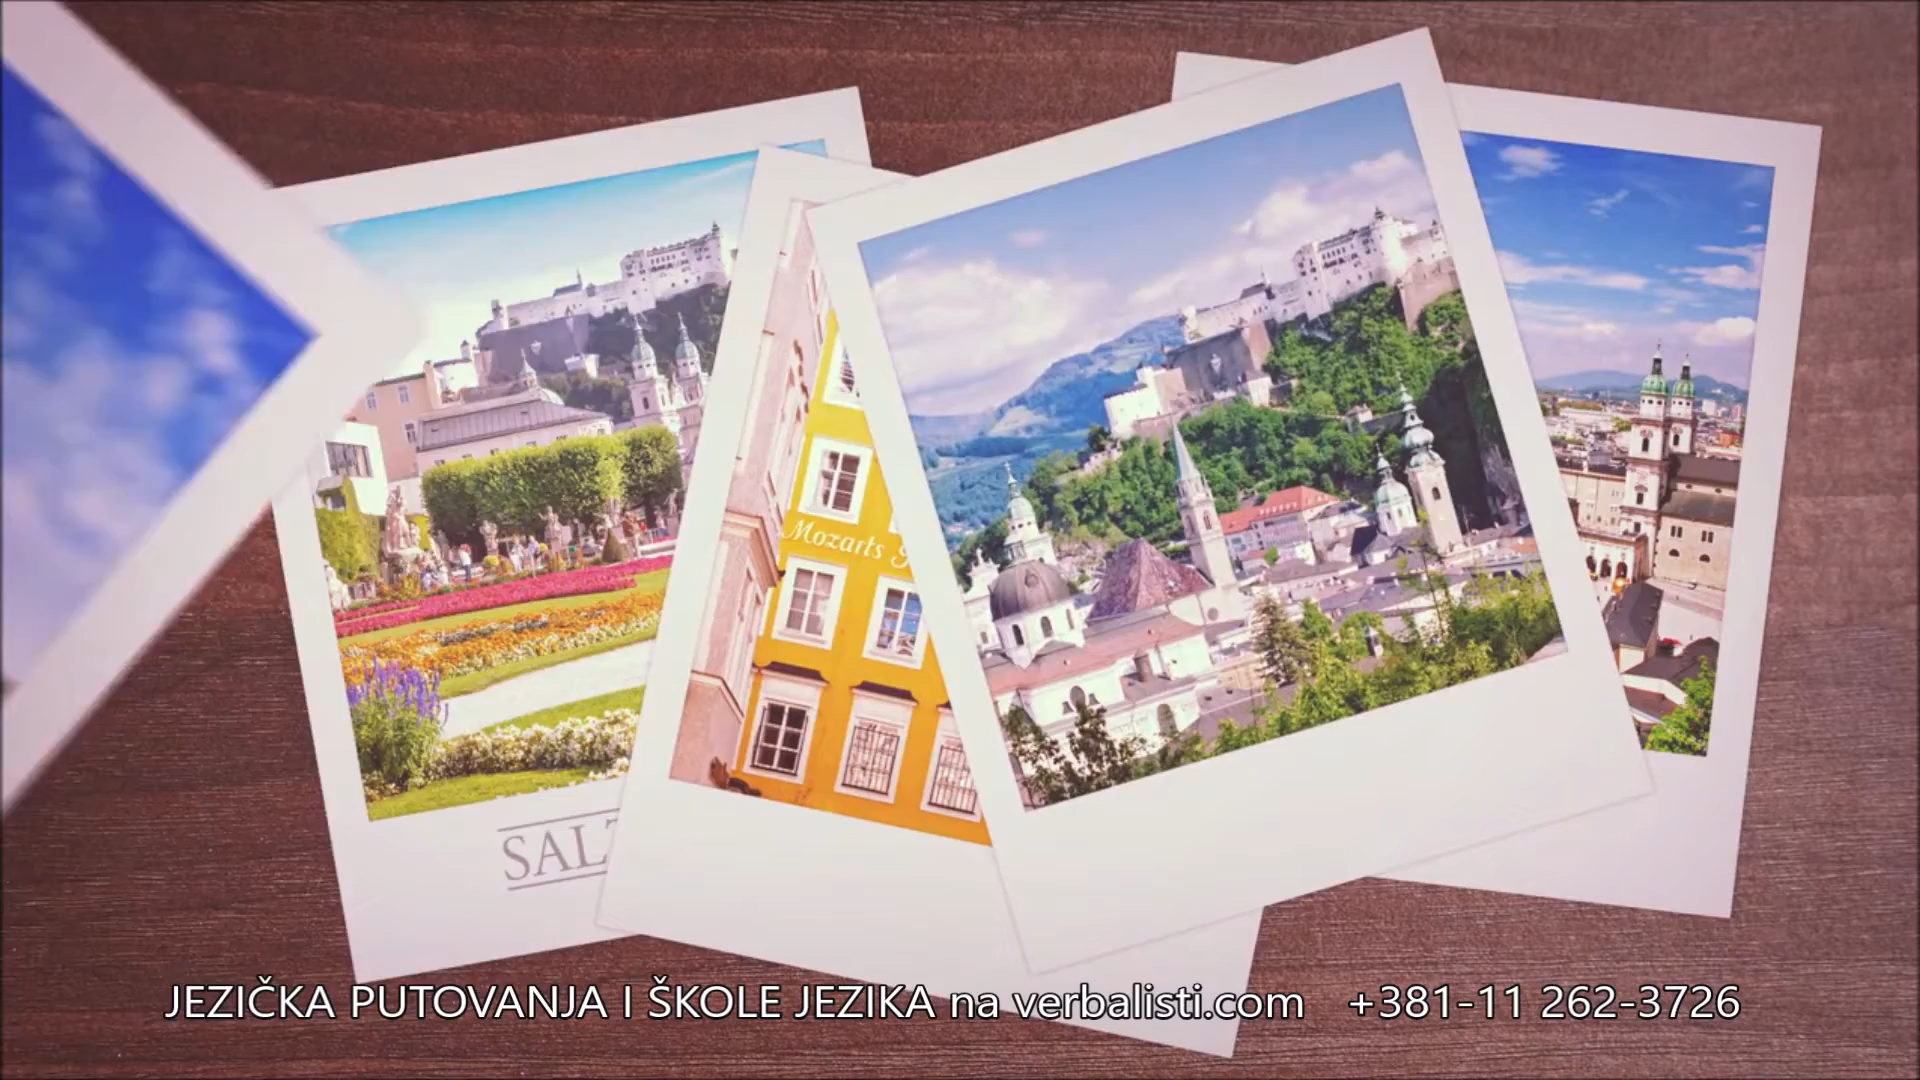 Mozarts
SAL
JEZIČKA PUTOVANJA I ŠKOLE JEZIKA na verbalisti.com +381-11 262-3726